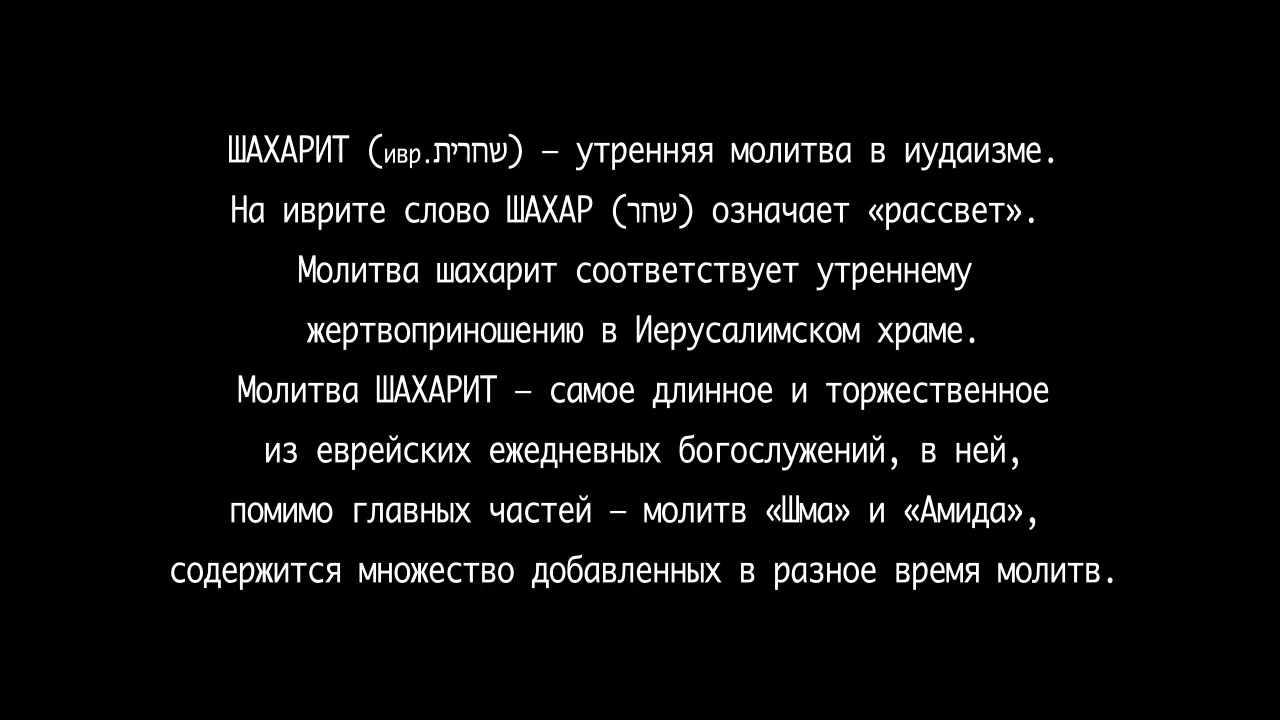 ШАХАРИТ (ивр.שחרית) – утренняя молитва в иудаизме.
На иврите слово ШАХАР (שחר) означает «рассвет».
Молитва шахарит соответствует утреннему
жертвоприношению в Иерусалимском храме.
Молитва ШАХАРИТ – самое длинное и торжественное
из еврейских ежедневных богослужений, в ней,
помимо главных частей – молитв «Шма» и «Амида»,
содержится множество добавленных в разное время молитв.